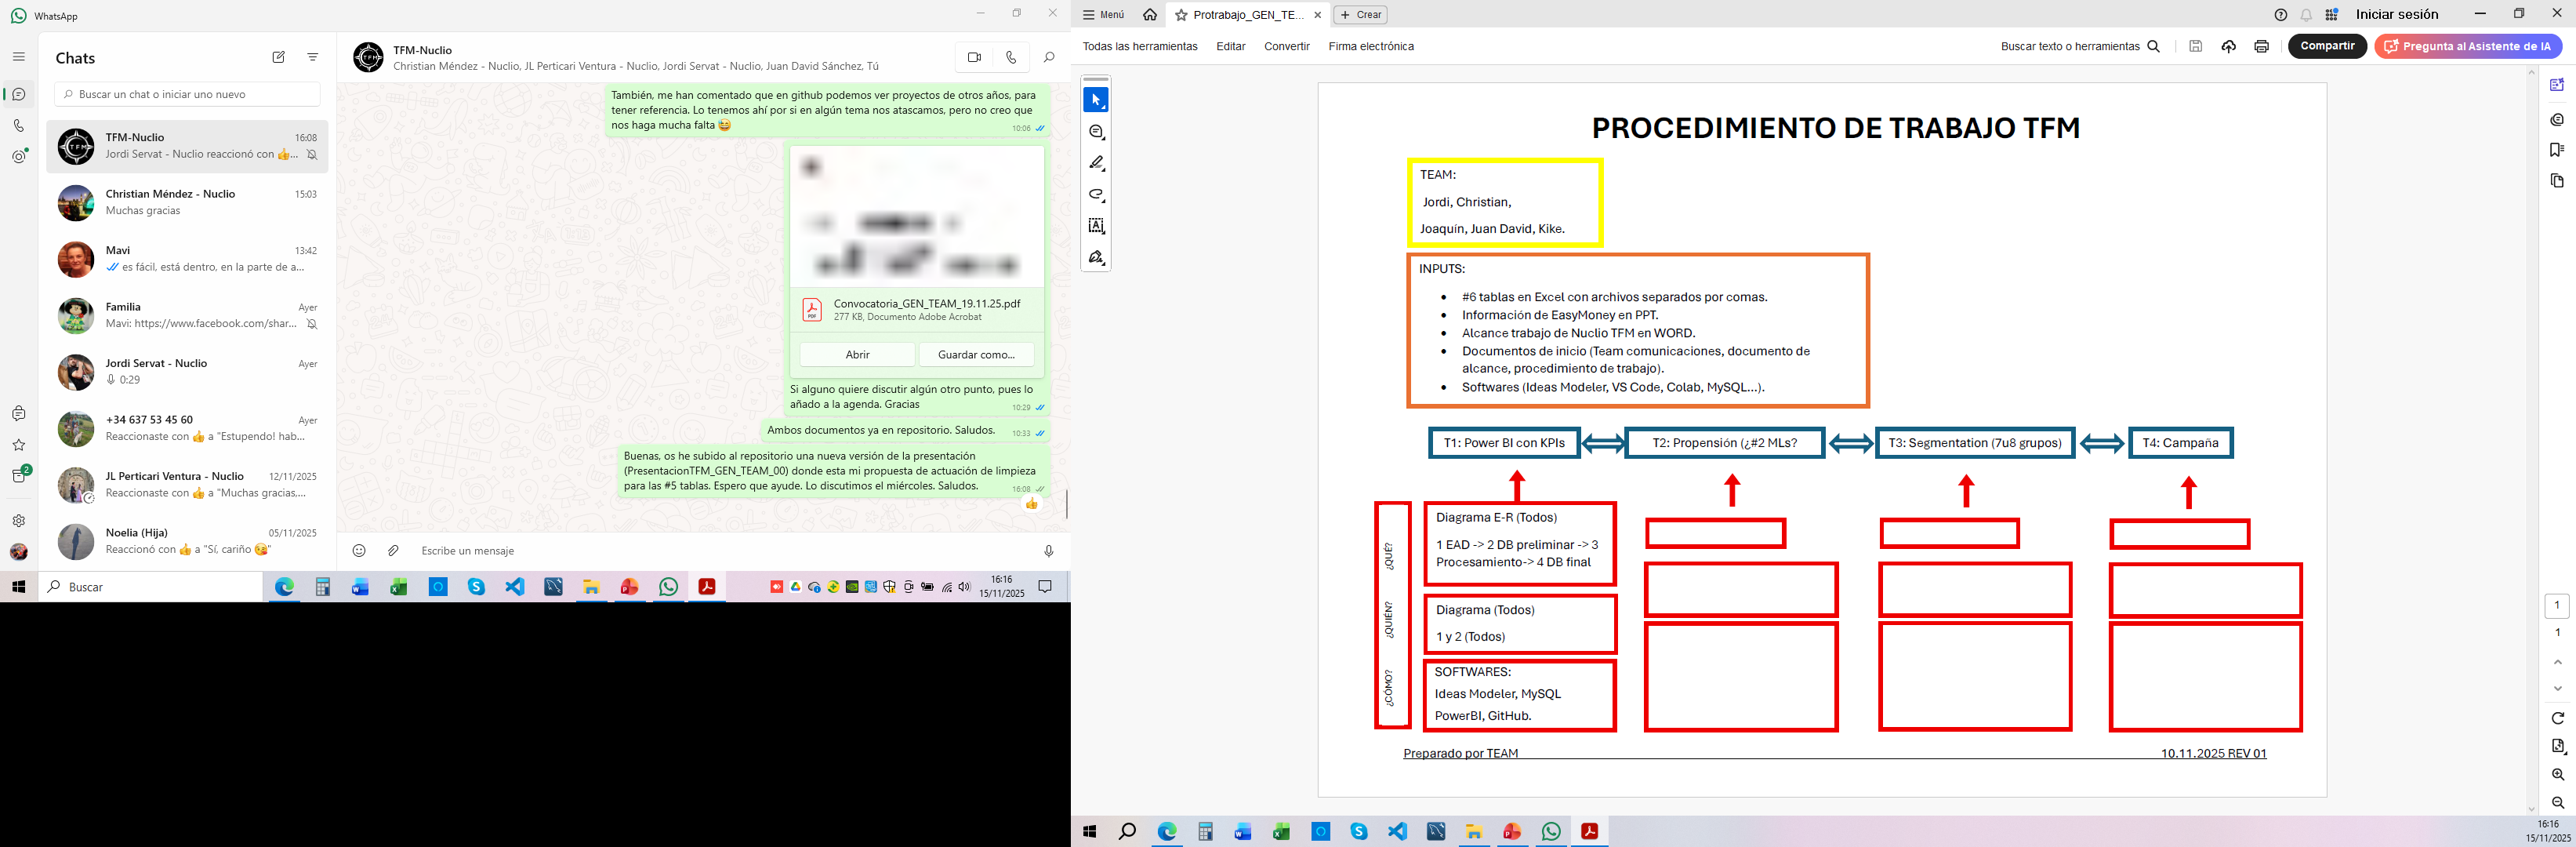 WhatsApp
Chats
Buscar un chat o iniciar uno nuevo
TFM-Nuclio 16:08
Jordi Servat - Nuclio reaccionó con 👍...
Christian Méndez - Nuclio 15:03
Muchas gracias
Mavi 13:42
es fácil, está dentro, en la parte de a...
Familia Ayer
Mavi: https://www.facebook.com/shar...
Jordi Servat - Nuclio Ayer
0:29
+34 637 53 45 60 Ayer
Reaccionaste con 👍 a "Estupendo! hab...
JL Perticari Ventura - Nuclio 12/11/2025
Reaccionaste con 👍 a "Muchas gracias,...
Noelia (Hija) 05/11/2025
Reaccionó con 👍 a "Sí, cariño 😘"
2
TFM-Nuclio
Christian Méndez - Nuclio, JL Perticari Ventura - Nuclio, Jordi Servat - Nuclio, Juan David Sánchez, Tú
También, me han comentado que en github podemos ver proyectos de otros años, para
tener referencia. Lo tenemos ahí por si en algún tema nos atascamos, pero no creo que
nos haga mucha falta 😅 10:06
PDF
Convocatoria_GEN_TEAM_19.11.25.pdf
277 KB, Documento Adobe Acrobat
Abrir Guardar como...
Si alguno quiere discutir algún otro punto, pues lo
añado a la agenda. Gracias 10:29
Ambos documentos ya en repositorio. Saludos. 10:33
Buenas, os he subido al repositorio una nueva versión de la presentación
(PresentacionTFM_GEN_TEAM_00) donde esta mi propuesta de actuación de limpieza
para las #5 tablas. Espero que ayude. Lo discutimos el miércoles. Saludos. 16:08
👍
Escribe un mensaje
Buscar
16:16
15/11/2025
Menú Protrabajo_GEN_TE... Crear Iniciar sesión
Todas las herramientas Editar Convertir Firma electrónica Buscar texto o herramientas Compartir Pregunta al Asistente de IA
PROCEDIMIENTO DE TRABAJO TFM
TEAM:
Jordi, Christian,
Joaquín, Juan David, Kike.
INPUTS:
• #6 tablas en Excel con archivos separados por comas.
• Información de EasyMoney en PPT.
• Alcance trabajo de Nuclio TFM en WORD.
• Documentos de inicio (Team comunicaciones, documento de
alcance, procedimiento de trabajo).
• Softwares (Ideas Modeler, VS Code, Colab, MySQL...).
T1: Power BI con KPIs T2: Propensión (¿#2 MLs? T3: Segmentation (7u8 grupos) T4: Campaña
¿QUÉ?
Diagrama E-R (Todos)
1 EAD -> 2 DB preliminar -> 3
Procesamiento-> 4 DB final
¿QUIÉN?
Diagrama (Todos)
1 y 2 (Todos)
¿CÓMO?
SOFTWARES:
Ideas Modeler, MySQL
PowerBI, GitHub.
Preparado por TEAM 10.11.2025 REV 01
1
1
16:16
15/11/2025